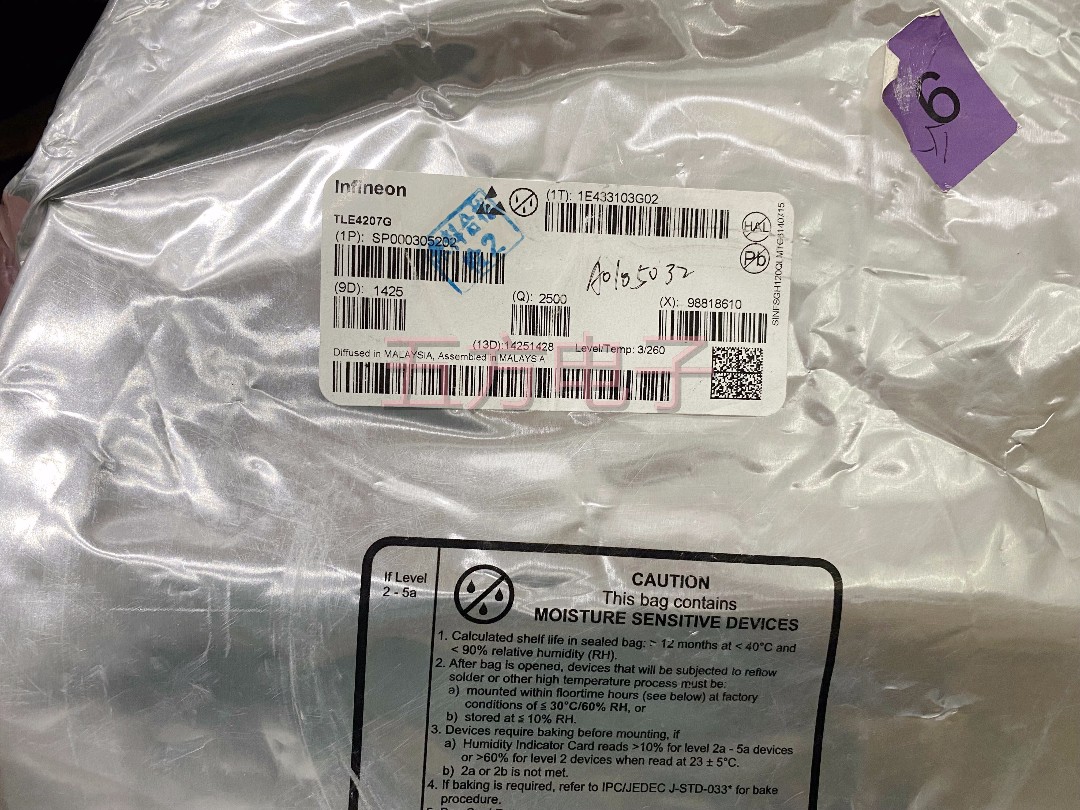 6
Infineon
TLE4207G
(1P): SP000305202
(1T): 1E433103G02
HAL
Pb
A0105032
(9D): 1425
(Q): 2500
(X): 98818610
(13D):14251428
Level/Temp: 3/260
Diffused in MALAYSIA, Assembled in MALAYS A
五方电子
If Level
2 - 5a
CAUTION
This bag contains
MOISTURE SENSITIVE DEVICES
1. Calculated shelf life in sealed bag: > 12 months at < 40°C and
< 90% relative humidity (RH).
2. After bag is opened, devices that will be subjected to reflow
solder or other high temperature process must be:
a) mounted within floortime hours (see below) at factory
conditions of ≤ 30°C/60% RH, or
b) stored at ≤ 10% RH.
3. Devices require baking before mounting, if
a) Humidity Indicator Card reads >10% for level 2a - 5a devices
or >60% for level 2 devices when read at 23 ± 5°C.
b) 2a or 2b is not met.
4. If baking is required, refer to IPC/JEDEC J-STD-033* for bake
procedure.